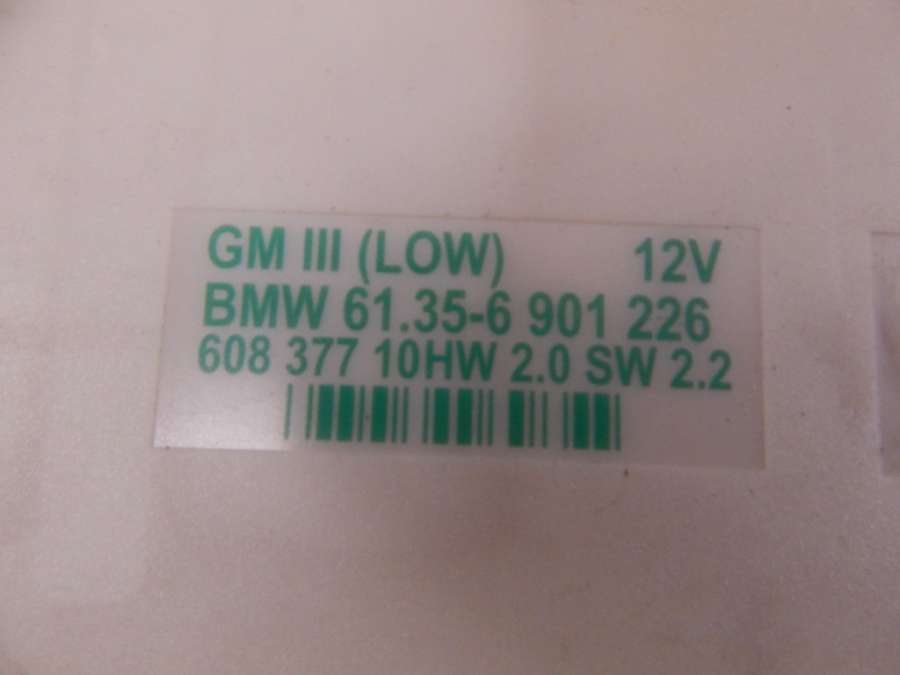 GM III (LOW) 12V
BMW 61.35-6 901 226
608 377 10HW 2.0 SW 2.2